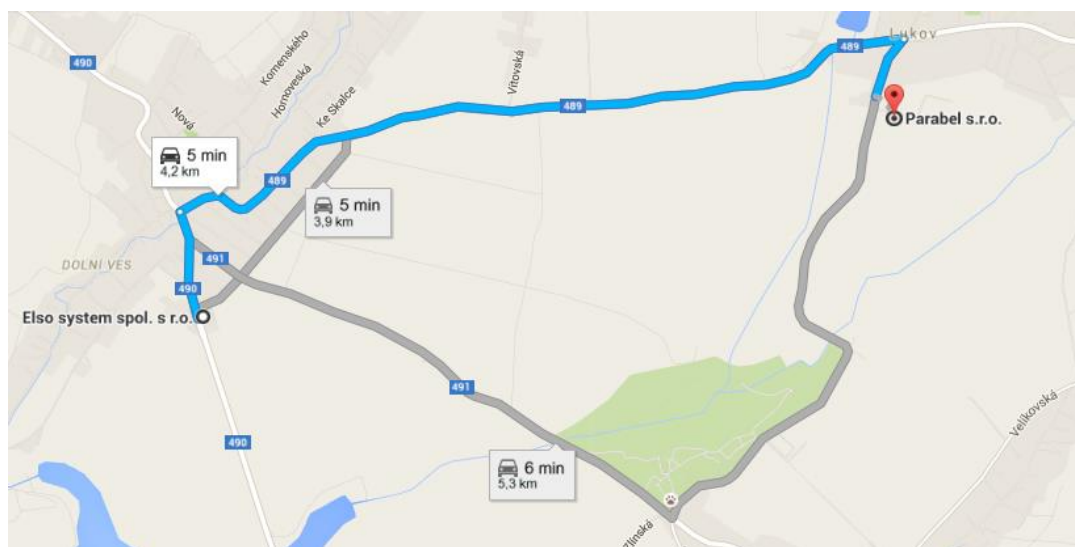 490
Komenského
Hornoveská
Ke Skalce
Vítovská
489
Lukov
Nová
489
Parabel s.r.o.
5 min
4,2 km
489
5 min
3,9 km
DOLNÍ VES
491
490
Elso system spol. s r.o.
491
Velíkovská
490
6 min
5,3 km
Zlínská